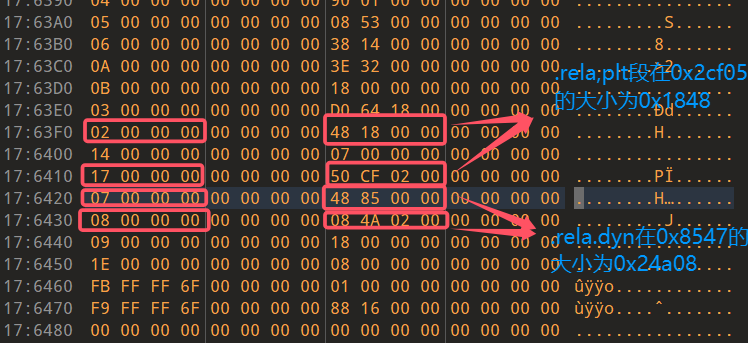 17:6390 04 00 00 00 00 00 00 00 90 01 00 00 00 00 00 00 ................
17:63A0 05 00 00 00 00 00 00 00 08 53 00 00 00 00 00 00 .........S......
17:63B0 06 00 00 00 00 00 00 00 38 14 00 00 00 00 00 00 ........8.......
17:63C0 0A 00 00 00 00 00 00 00 3E 32 00 00 00 00 00 00 ........>2......
17:63D0 0B 00 00 00 00 00 00 00 18 00 00 00 00 00 00 00 ................
17:63E0 03 00 00 00 00 00 00 00 D0 64 18 00 00 00 00 00 ........Ðd......
17:63F0 02 00 00 00 00 00 00 00 48 18 00 00 00 00 00 00 ........H.......
17:6400 14 00 00 00 00 00 00 00 07 00 00 00 00 00 00 00 ................
17:6410 17 00 00 00 00 00 00 00 50 CF 02 00 00 00 00 00 ........PÏ......
17:6420 07 00 00 00 00 00 00 00 48 85 00 00 00 00 00 00 ........H…......
17:6430 08 00 00 00 00 00 00 00 08 4A 02 00 00 00 00 00 .........J......
17:6440 09 00 00 00 00 00 00 00 18 00 00 00 00 00 00 00 ................
17:6450 1E 00 00 00 00 00 00 00 08 00 00 00 00 00 00 00 ................
17:6460 FB FF FF 6F 00 00 00 00 01 00 00 00 00 00 00 00 ûÿÿo............
17:6470 F9 FF FF 6F 00 00 00 00 88 16 00 00 00 00 00 00 ùÿÿo....ˆ.......
17:6480 00 00 00 00 00 00 00 00 00 00 00 00 00 00 00 00 ................
.rela;plt段在0x2cf05
的大小为0x1848
.rela.dyn在0x8547的
大小为0x24a08